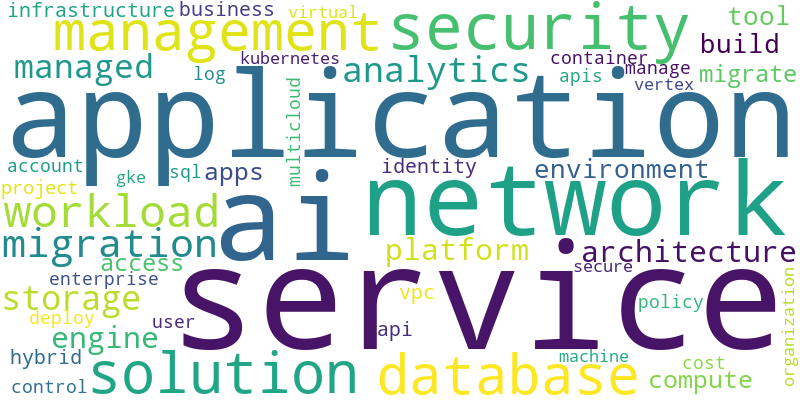 infrastructure business virtual
management security tool
build
managed log kubernetes analytics container apis manage vertex migrate
application
multicloud
account gke sql apps identity environment
project
workload ai network
migration access platform architecture
service
enterprise secure
storage vpc policy organization
deploy user api
engine
hybrid solution database machine cost
control compute